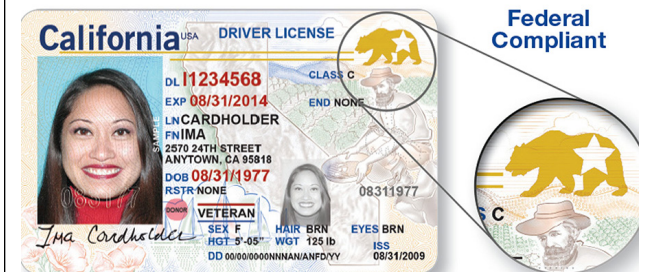 California USA DRIVER LICENSE
Federal
Compliant
DL I1234568 CLASS C
EXP 08/31/2014 END NONE
LN CARDHOLDER
FN IMA
2570 24TH STREET
ANYTOWN, CA 95818
DOB 08/31/1977
RSTR NONE 08311977
SAMPLE
083177
DONOR VETERAN
Ima Cardholder
SEX F HAIR BRN EYES BRN
HGT 5'-05" WGT 125 lb ISS
DD 00/00/0000NNNAN/ANFD/YY 08/31/2009
C